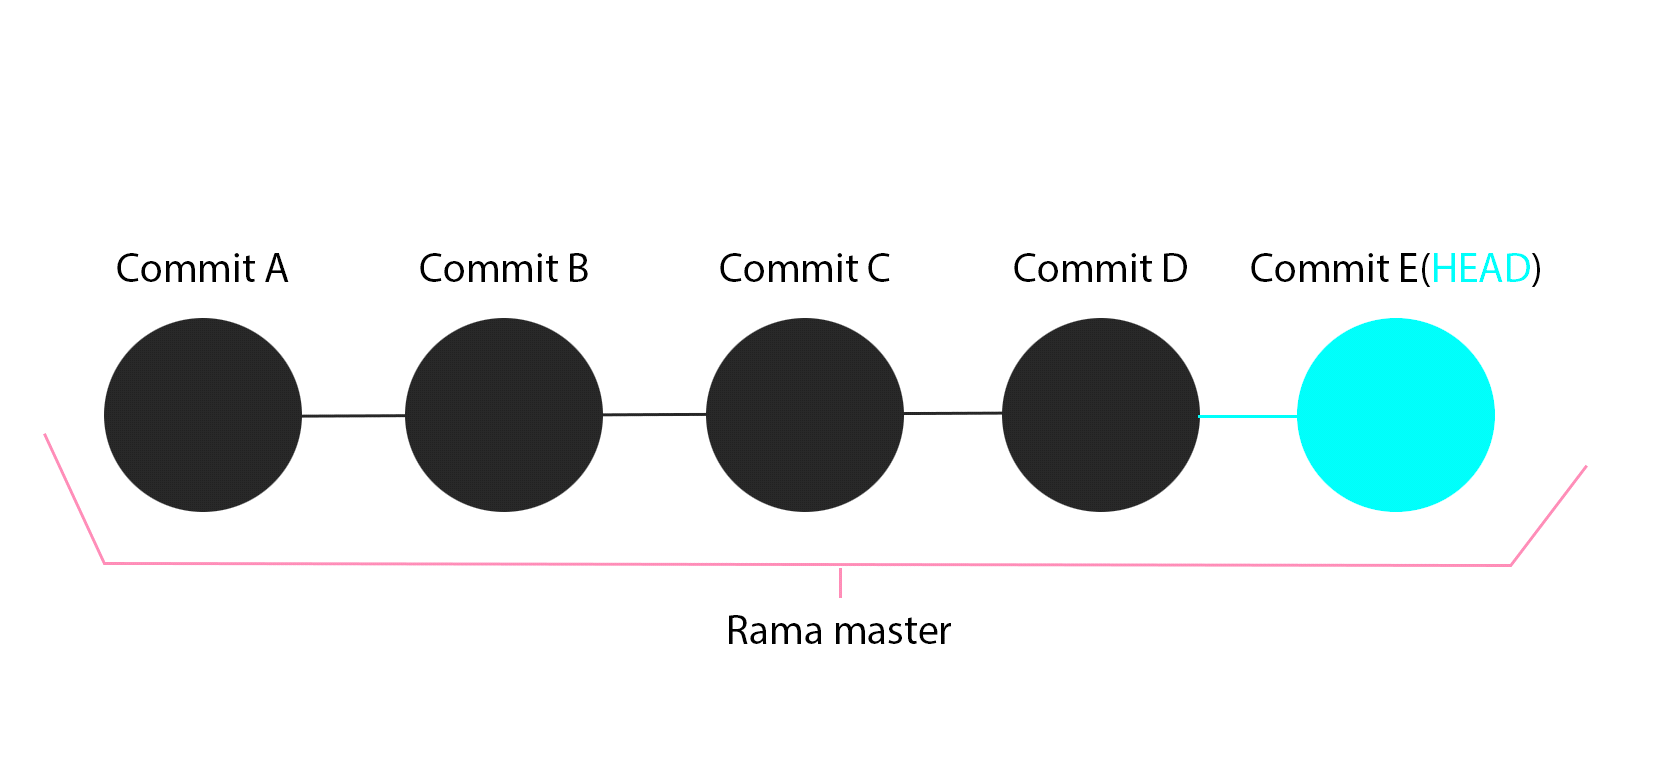 Commit A
Commit B
Commit C
Commit D
Commit E(HEAD)
Rama master